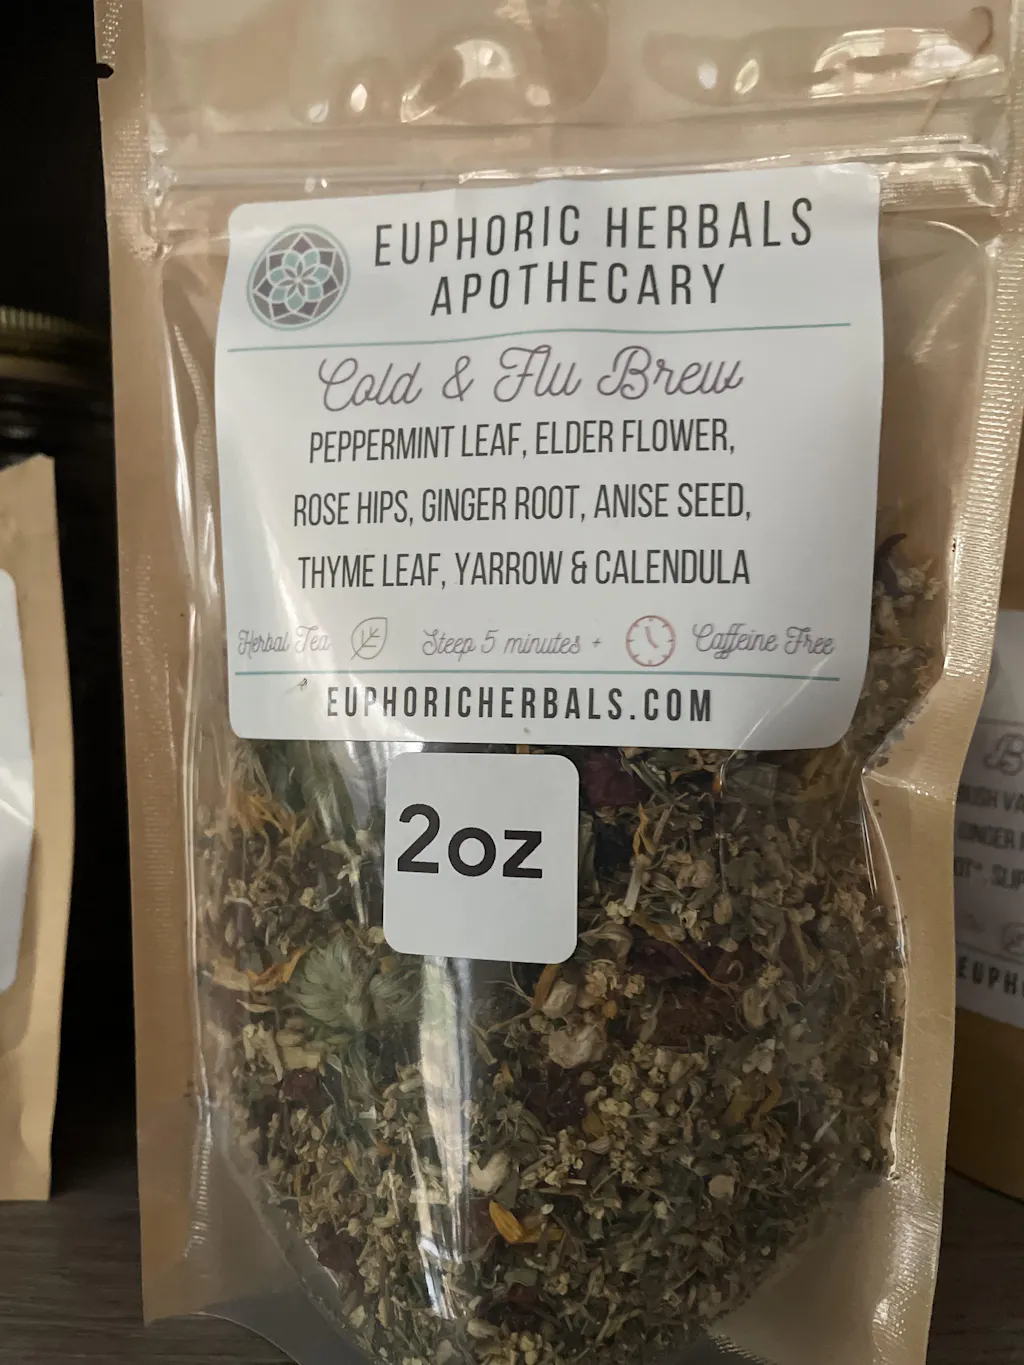 EUPHORIC HERBALS
APOTHECARY
Cold & Flu Brew
PEPPERMINT LEAF, ELDER FLOWER,
ROSE HIPS, GINGER ROOT, ANISE SEED,
THYME LEAF, YARROW & CALENDULA
Herbal Tea Steep 5 minutes + Caffeine Free
EUPHORICHERBALS.COM
2oz